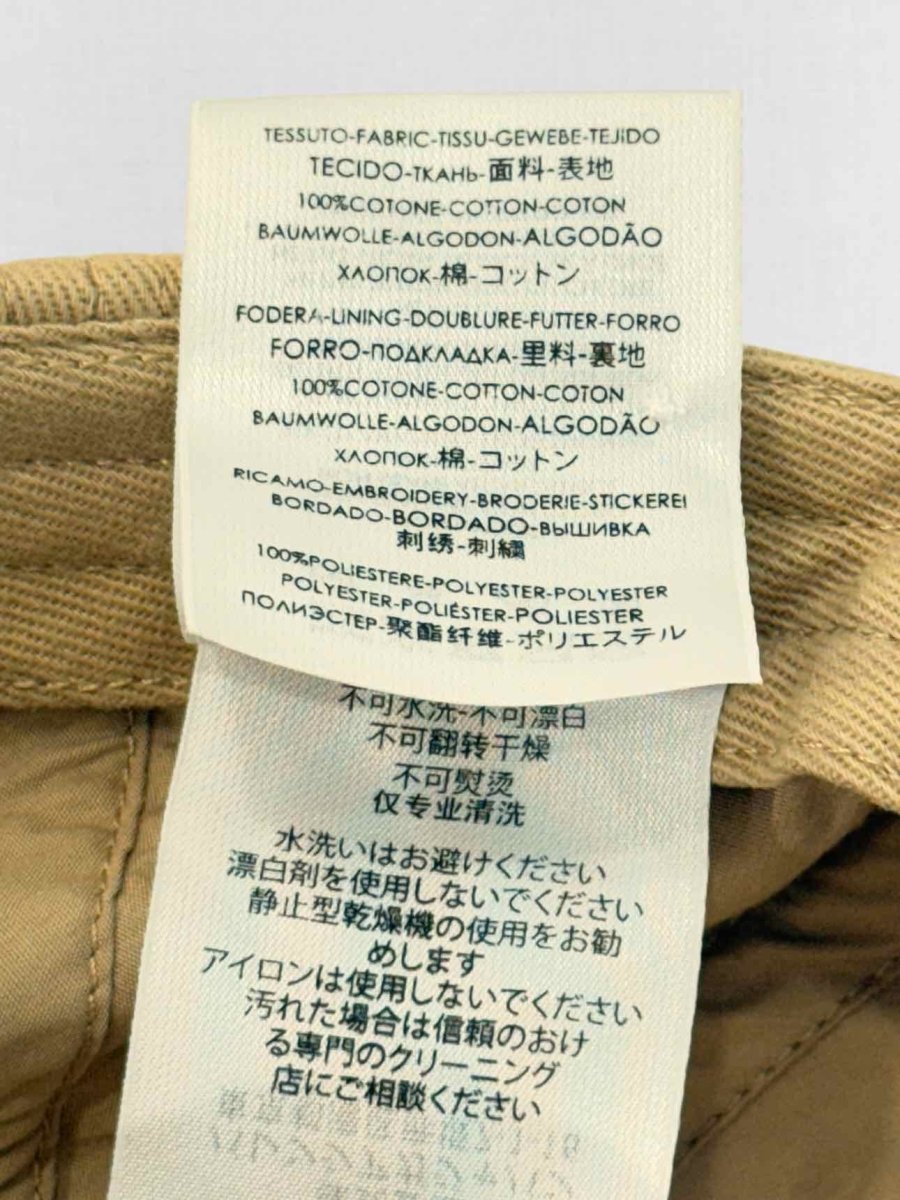 TESSUTO-FABRIC-TISSU-GEWEBE-TEJIDO
TECIDO-ТКАНЬ-面料-表地
100%COTONE-COTTON-COTON
BAUMWOLLE-ALGODON-ALGODÃO
ХЛОПОК-棉-コットン
FODERA-LINING-DOUBLURE-FUTTER-FORRO
FORRO-ПОДКЛАДКА-里料-裏地
100%COTONE-COTTON-COTON
BAUMWOLLE-ALGODON-ALGODÃO
ХЛОПОК-棉-コットン
RICAMO-EMBROIDERY-BRODERIE-STICKEREI
BORDADO-BORDADO-ВЫШИВКА
刺绣-刺繍
100%POLIESTERE-POLYESTER-POLYESTER
POLYESTER-POLIÉSTER-POLIESTER
ПОЛИЭСТЕР-聚酯纤维-ポリエステル
不可水洗-不可漂白
不可翻转干燥
不可熨烫
仅专业清洗
水洗いはお避けください
漂白剤を使用しないでください
静止型乾燥機の使用をお勧
めします
アイロンは使用しないでください
汚れた場合は信頼のおけ
る専門のクリーニング
店にご相談ください